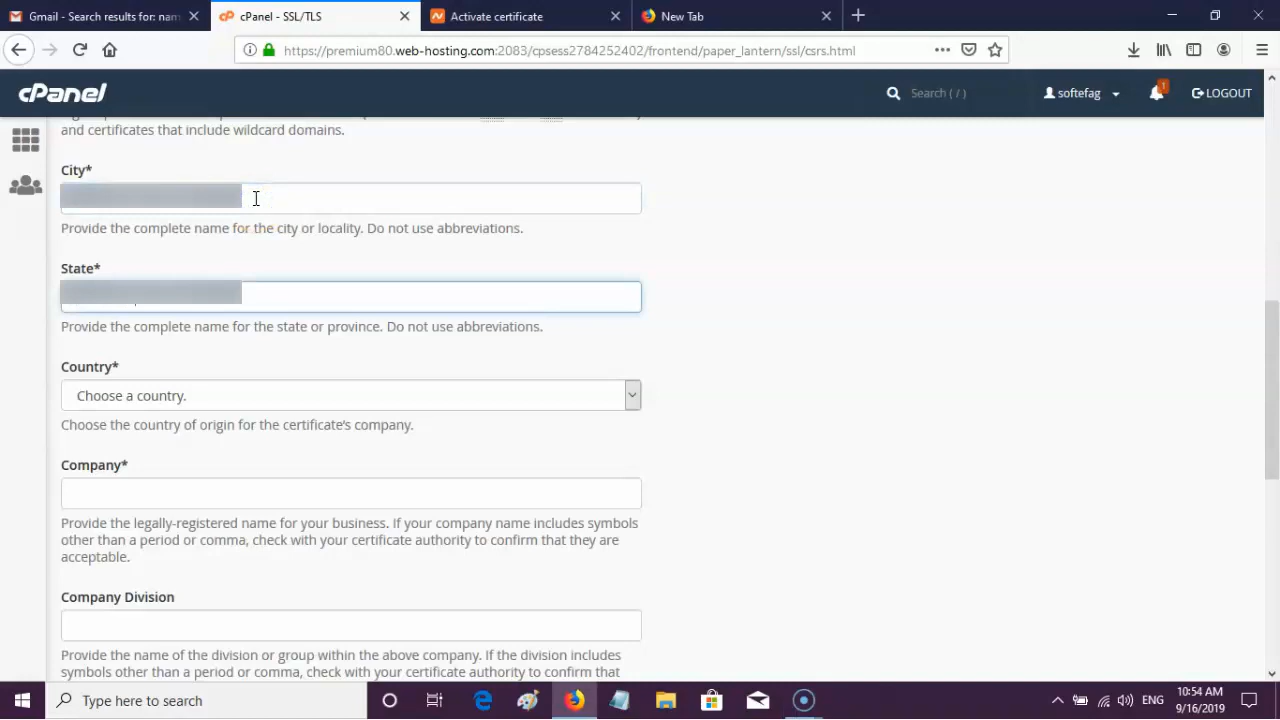 Gmail - Search results for: nam
cPanel - SSL/TLS
Activate certificate
New Tab
https://premium80.web-hosting.com:2083/cpsess2784252402/frontend/paper_lantern/ssl/csrs.html
cPanel
Search ( / )
softefag
1
LOGOUT
and certificates that include wildcard domains.
City*
Provide the complete name for the city or locality. Do not use abbreviations.
State*
Provide the complete name for the state or province. Do not use abbreviations.
Country*
Choose a country.
Choose the country of origin for the certificate's company.
Company*
Provide the legally-registered name for your business. If your company name includes symbols
other than a period or comma, check with your certificate authority to confirm that they are
acceptable.
Company Division
Provide the name of the division or group within the above company. If the division includes
symbols other than a period or comma, check with your certificate authority to confirm that
Type here to search
ENG
10:54 AM
9/16/2019